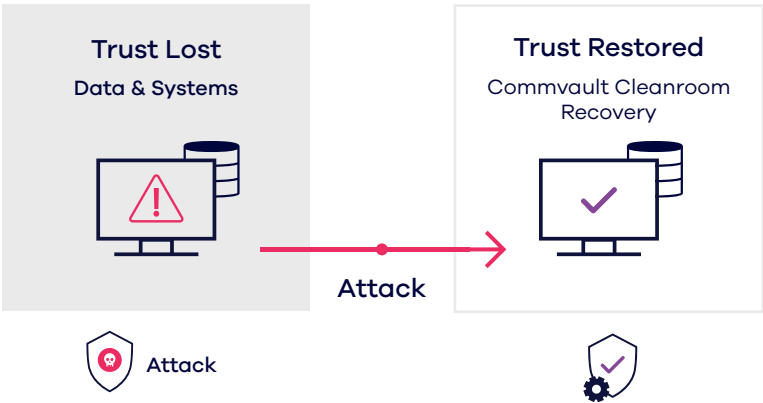 Trust Lost
Data & Systems
Trust Restored
Commvault Cleanroom
Recovery
Attack
Attack